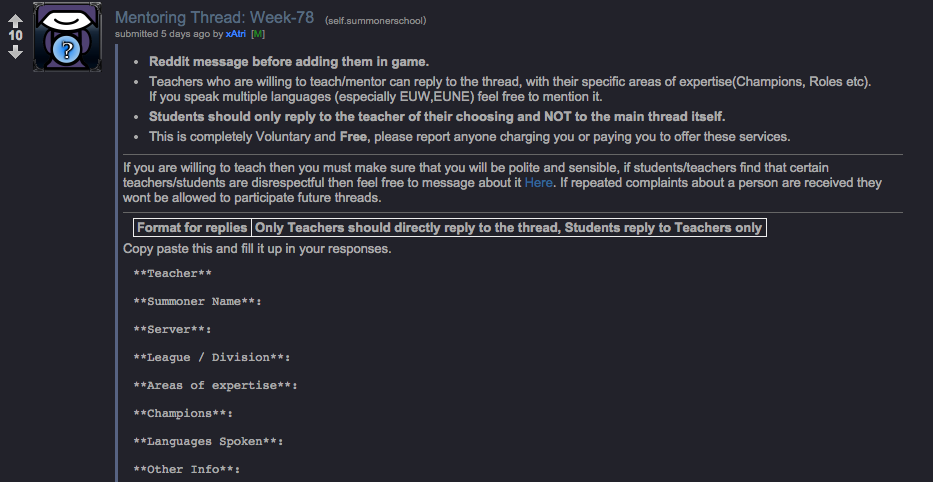 Mentoring Thread: Week-78 (self.summonerschool)
submitted 5 days ago by xAtri [M]
10
?
• Reddit message before adding them in game.
• Teachers who are willing to teach/mentor can reply to the thread, with their specific areas of expertise(Champions, Roles etc).
If you speak multiple languages (especially EUW,EUNE) feel free to mention it.
• Students should only reply to the teacher of their choosing and NOT to the main thread itself.
• This is completely Voluntary and Free, please report anyone charging you or paying you to offer these services.
If you are willing to teach then you must make sure that you will be polite and sensible, if students/teachers find that certain
teachers/students are disrespectful then feel free to message about it Here. If repeated complaints about a person are received they
wont be allowed to participate future threads.
Format for replies Only Teachers should directly reply to the thread, Students reply to Teachers only
Copy paste this and fill it up in your responses.
**Teacher**
**Summoner Name**:
**Server**:
**League / Division**:
**Areas of expertise**:
**Champions**:
**Languages Spoken**:
**Other Info**: